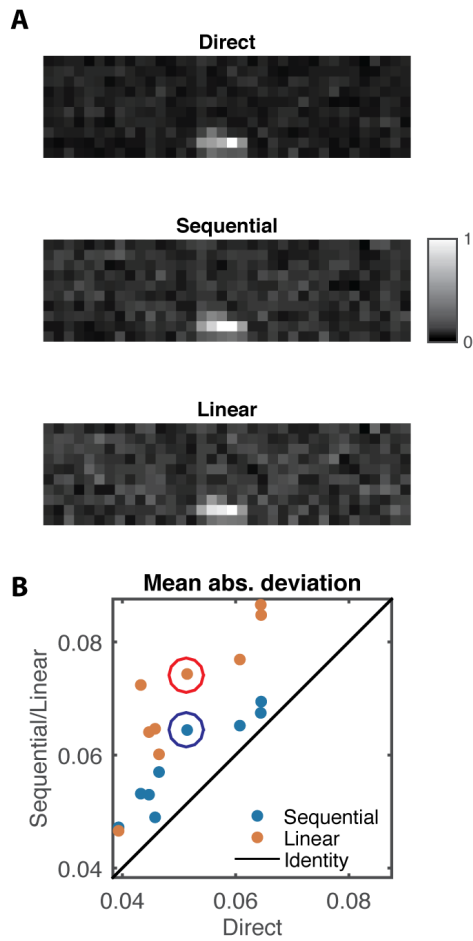 A
Direct
Sequential
1
0
Linear
B
Mean abs. deviation
0.08
0.06
0.04
Sequential/Linear
Sequential
Linear
Identity
0.04
0.06
0.08
Direct